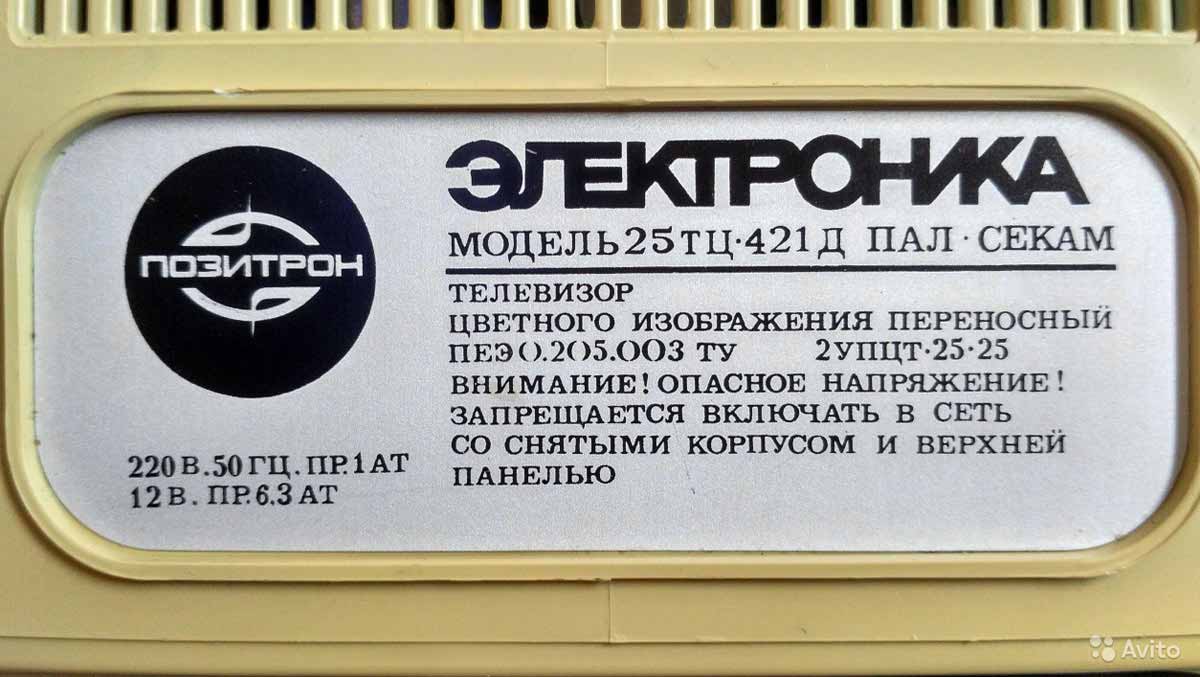 ПОЗИТРОН
220 В.50 ГЦ. ПР.1 АТ
12 В. ПР.6.3 АТ
ЭЛЕКТРОНИКА
МОДЕЛЬ 25ТЦ·421Д ПАЛ · СЕКАМ
ТЕЛЕВИЗОР
ЦВЕТНОГО ИЗОБРАЖЕНИЯ ПЕРЕНОСНЫЙ
ПЕЭ0.205.003 ТУ 2УПЦТ·25·25
ВНИМАНИЕ! ОПАСНОЕ НАПРЯЖЕНИЕ!
ЗАПРЕЩАЕТСЯ ВКЛЮЧАТЬ В СЕТЬ
СО СНЯТЫМИ КОРПУСОМ И ВЕРХНЕЙ
ПАНЕЛЬЮ
Avito